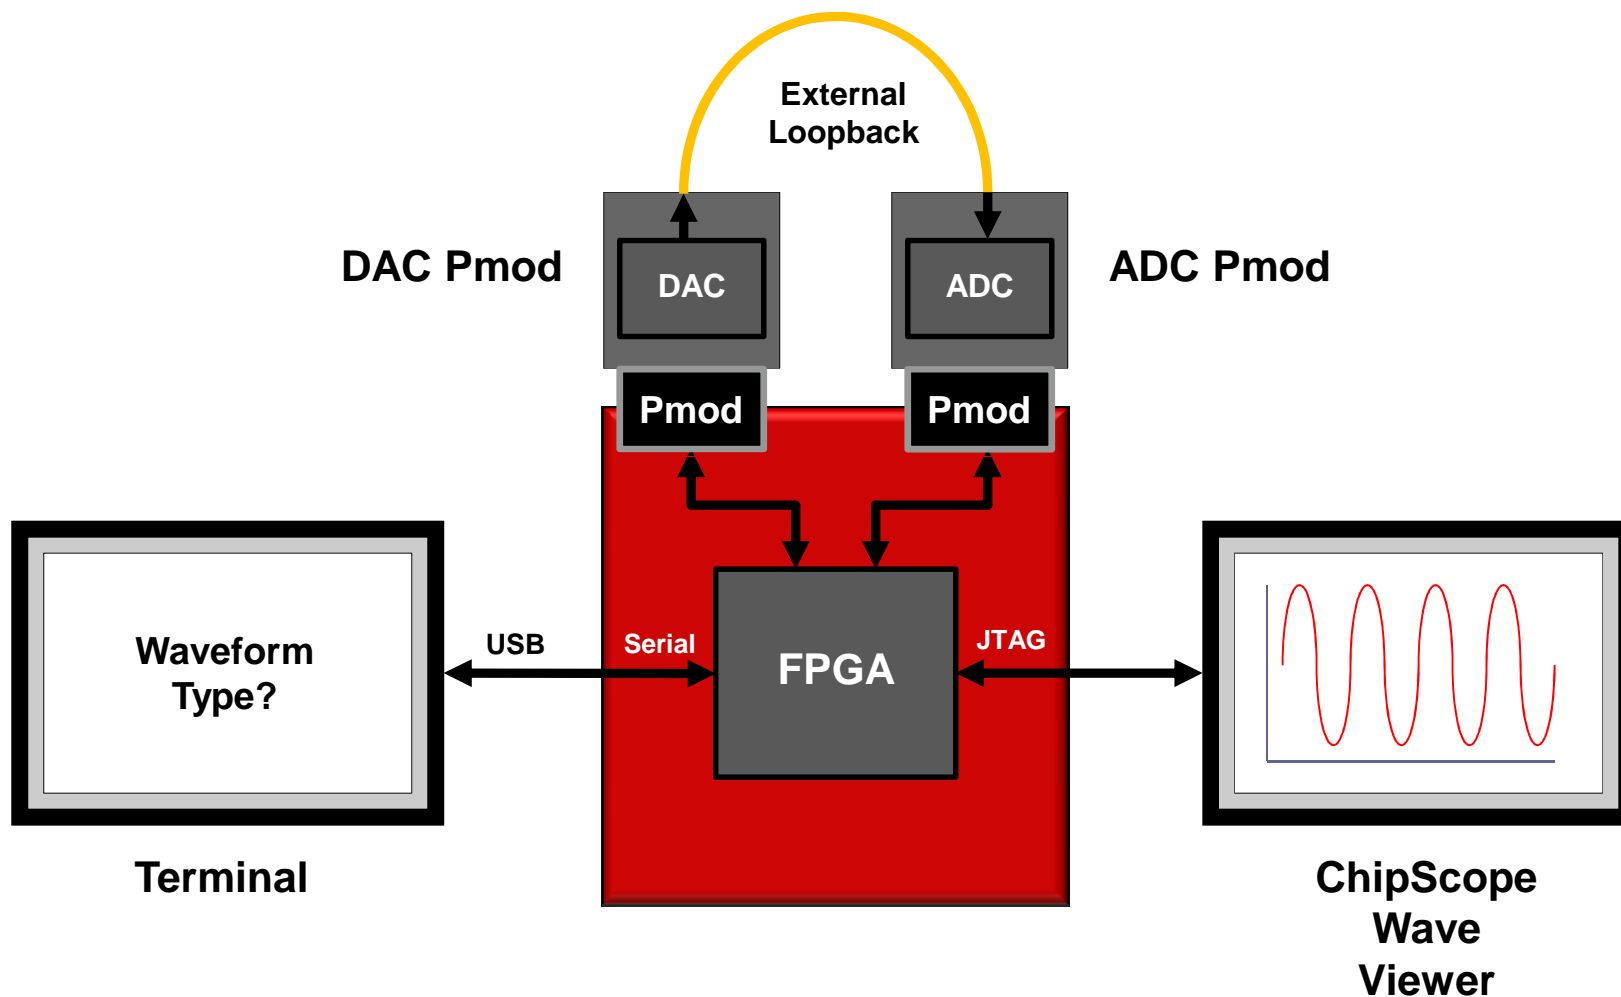 External
Loopback
DAC Pmod
DAC
ADC
ADC Pmod
Pmod
Pmod
Waveform
Type?
USB
Serial
FPGA
JTAG
Terminal
ChipScope
Wave
Viewer